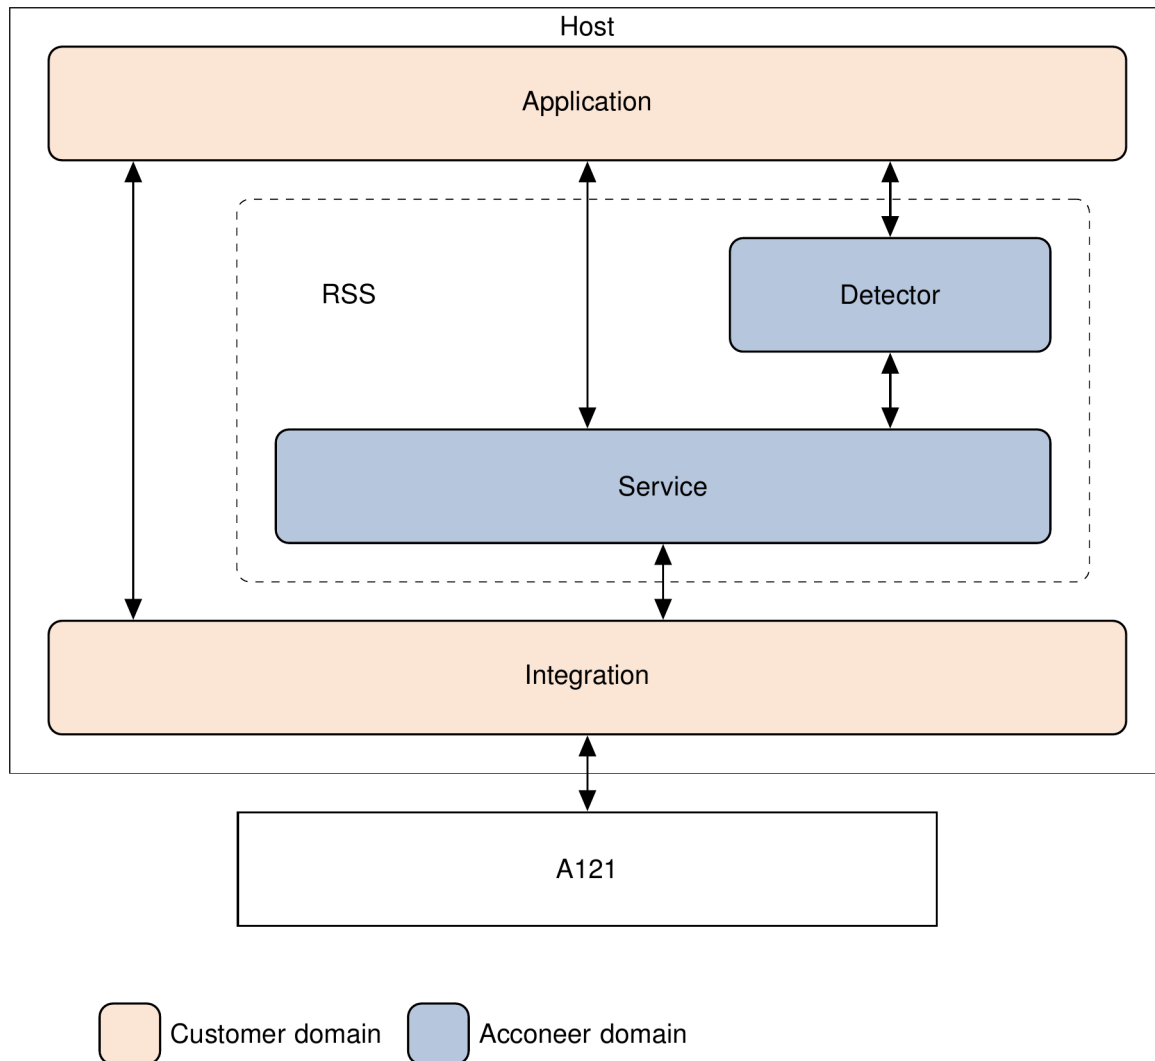 Host
Application
RSS
Detector
Service
Integration
A121
Customer domain
Acconeer domain